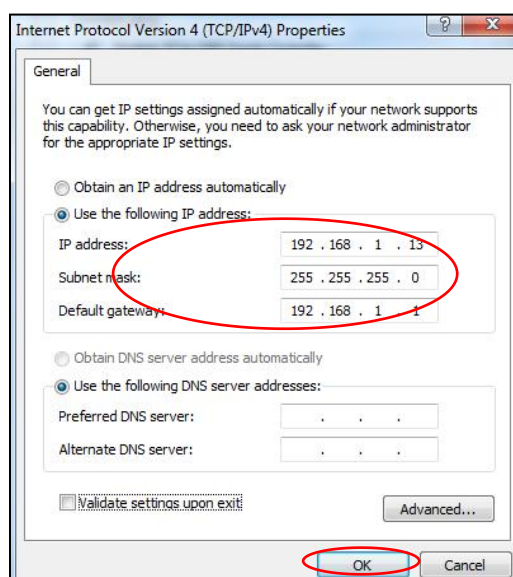 Internet Protocol Version 4 (TCP/IPv4) Properties
General
You can get IP settings assigned automatically if your network supports
this capability. Otherwise, you need to ask your network administrator
for the appropriate IP settings.
Obtain an IP address automatically
Use the following IP address:
IP address: 192 . 168 . 1 . 13
Subnet mask: 255 . 255 . 255 . 0
Default gateway: 192 . 168 . 1 . 1
Obtain DNS server address automatically
Use the following DNS server addresses:
Preferred DNS server: . . .
Alternate DNS server: . . .
Validate settings upon exit
Advanced...
OK Cancel